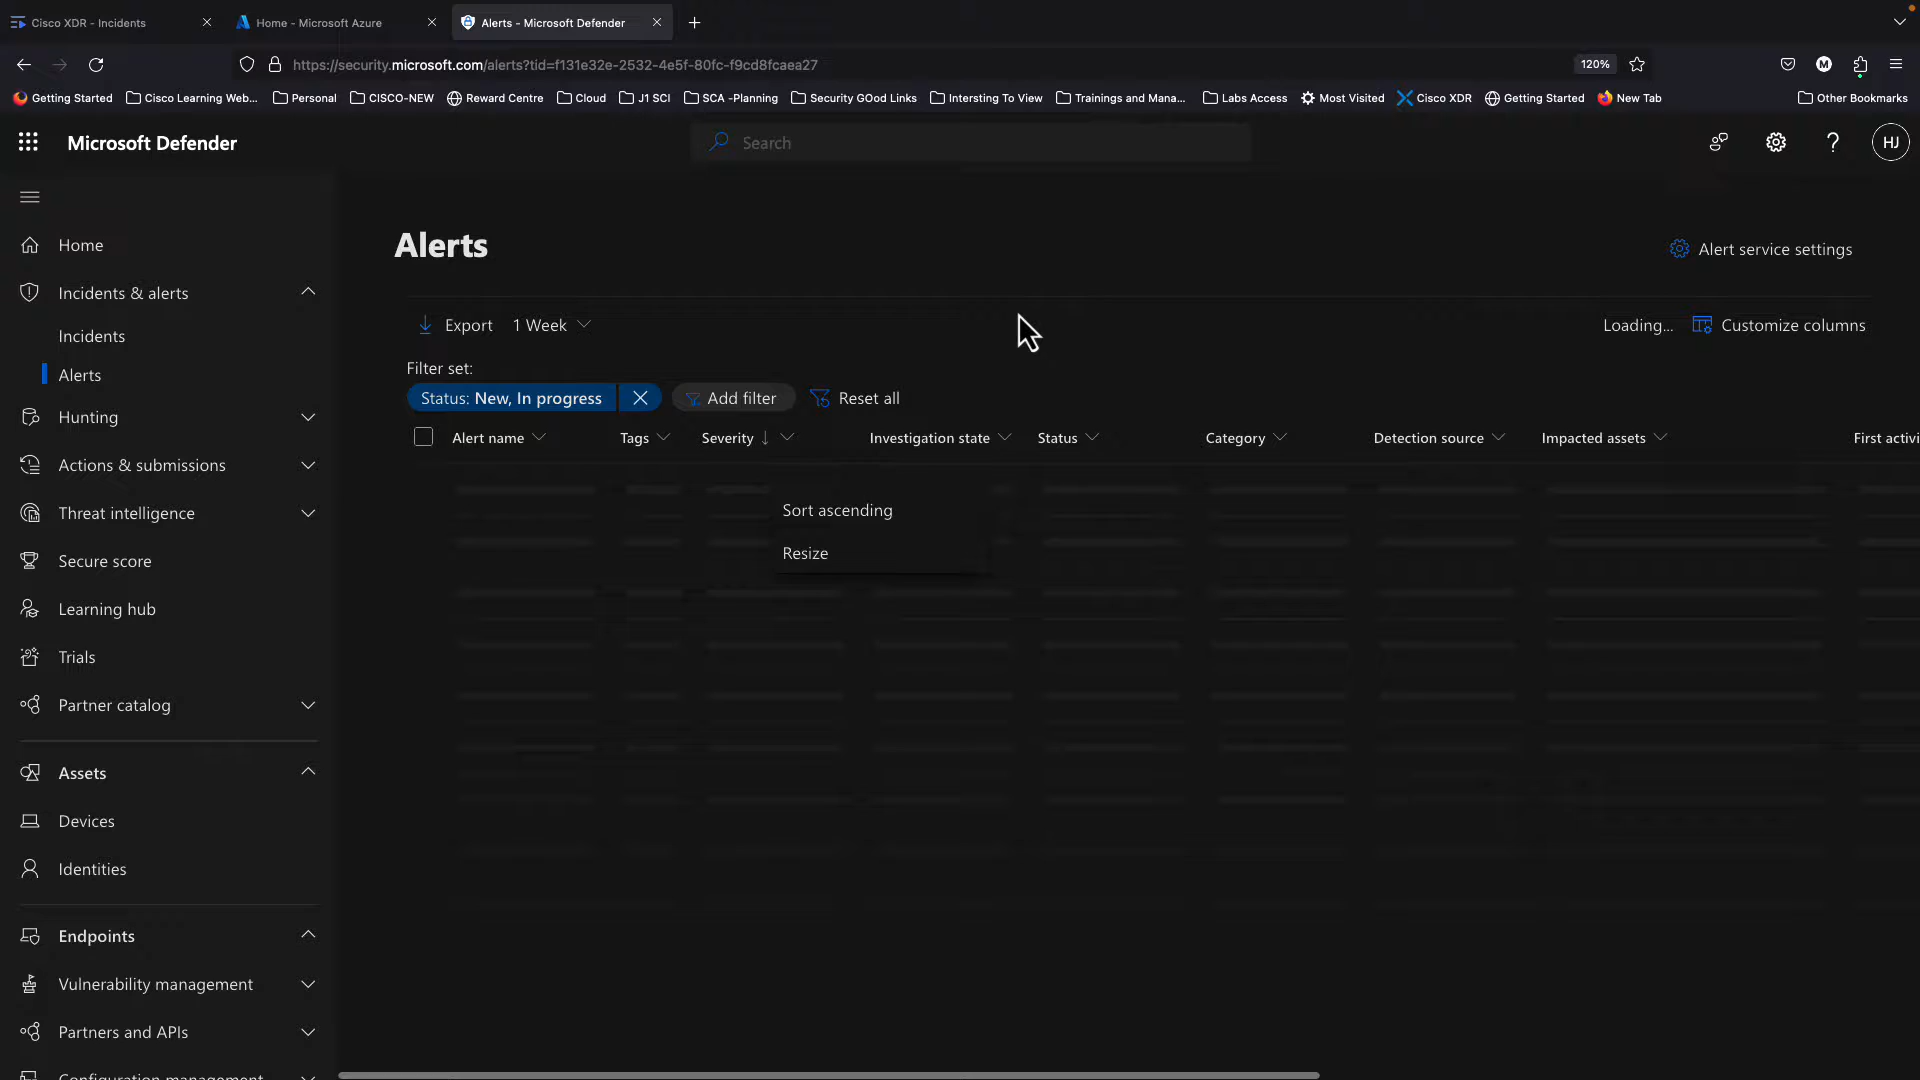 Cisco XDR - Incidents
Home - Microsoft Azure
Alerts - Microsoft Defender
https://security.microsoft.com/alerts?tid=f131e32e-2532-4e5f-80fc-f9cd8fcaea27
120%
M
Getting Started
Cisco Learning Web...
Personal
CISCO-NEW
Reward Centre
Cloud
J1 SCI
SCA -Planning
Security GOod Links
Intersting To View
Trainings and Mana...
Labs Access
Most Visited
Cisco XDR
Getting Started
New Tab
Other Bookmarks
Microsoft Defender
Search
HJ
Home
Incidents & alerts
Incidents
Alerts
Hunting
Actions & submissions
Threat intelligence
Secure score
Learning hub
Trials
Partner catalog
Assets
Devices
Identities
Endpoints
Vulnerability management
Partners and APIs
Configuration management
Alerts
Alert service settings
Export
1 Week
Loading...
Customize columns
Filter set:
Status: New, In progress
Add filter
Reset all
Alert name
Tags
Severity
Investigation state
Status
Category
Detection source
Impacted assets
First activi
Sort ascending
Resize